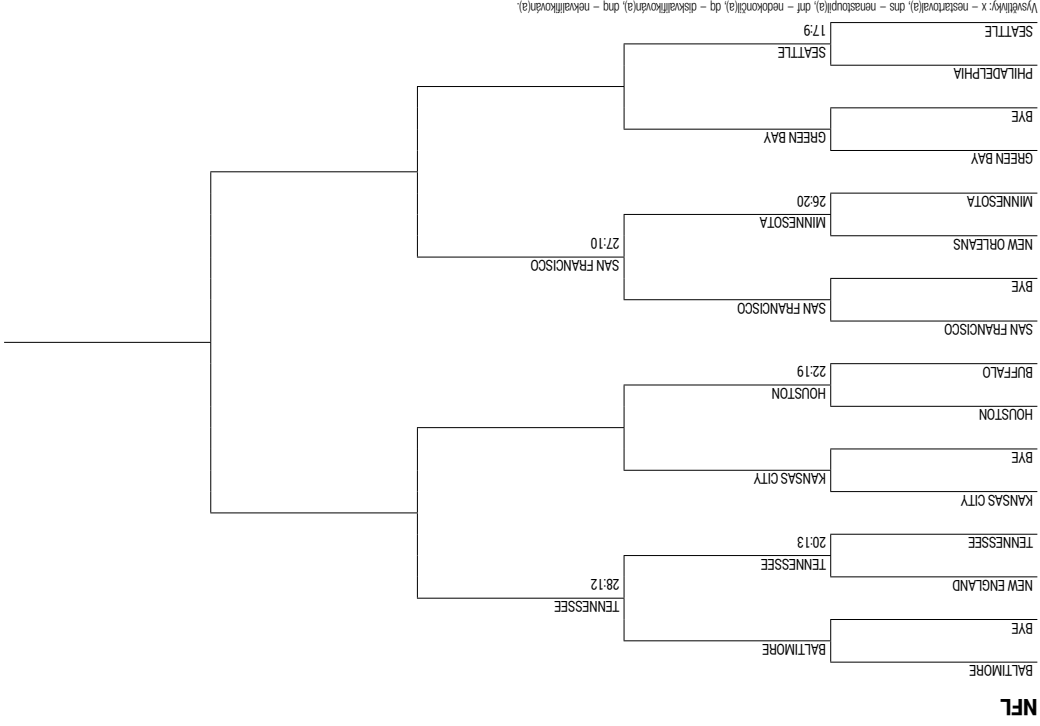 NFL
BALTIMORE
BYE
NEW ENGLAND
TENNESSEE
KANSAS CITY
BYE
HOUSTON
BUFFALO
SAN FRANCISCO
BYE
NEW ORLEANS
MINNESOTA
GREEN BAY
BYE
PHILADELPHIA
SEATTLE
BALTIMORE
TENNESSEE
20:13
KANSAS CITY
HOUSTON
22:19
SAN FRANCISCO
MINNESOTA
26:20
GREEN BAY
SEATTLE
17:9
TENNESSEE
28:12
SAN FRANCISCO
27:10
Vysvětlivky: x – nestartoval(a), dns – nenastoupil(a), dnf – nedokončil(a), dq – diskvalifikován(a), dnq – nekvalifikován(a).